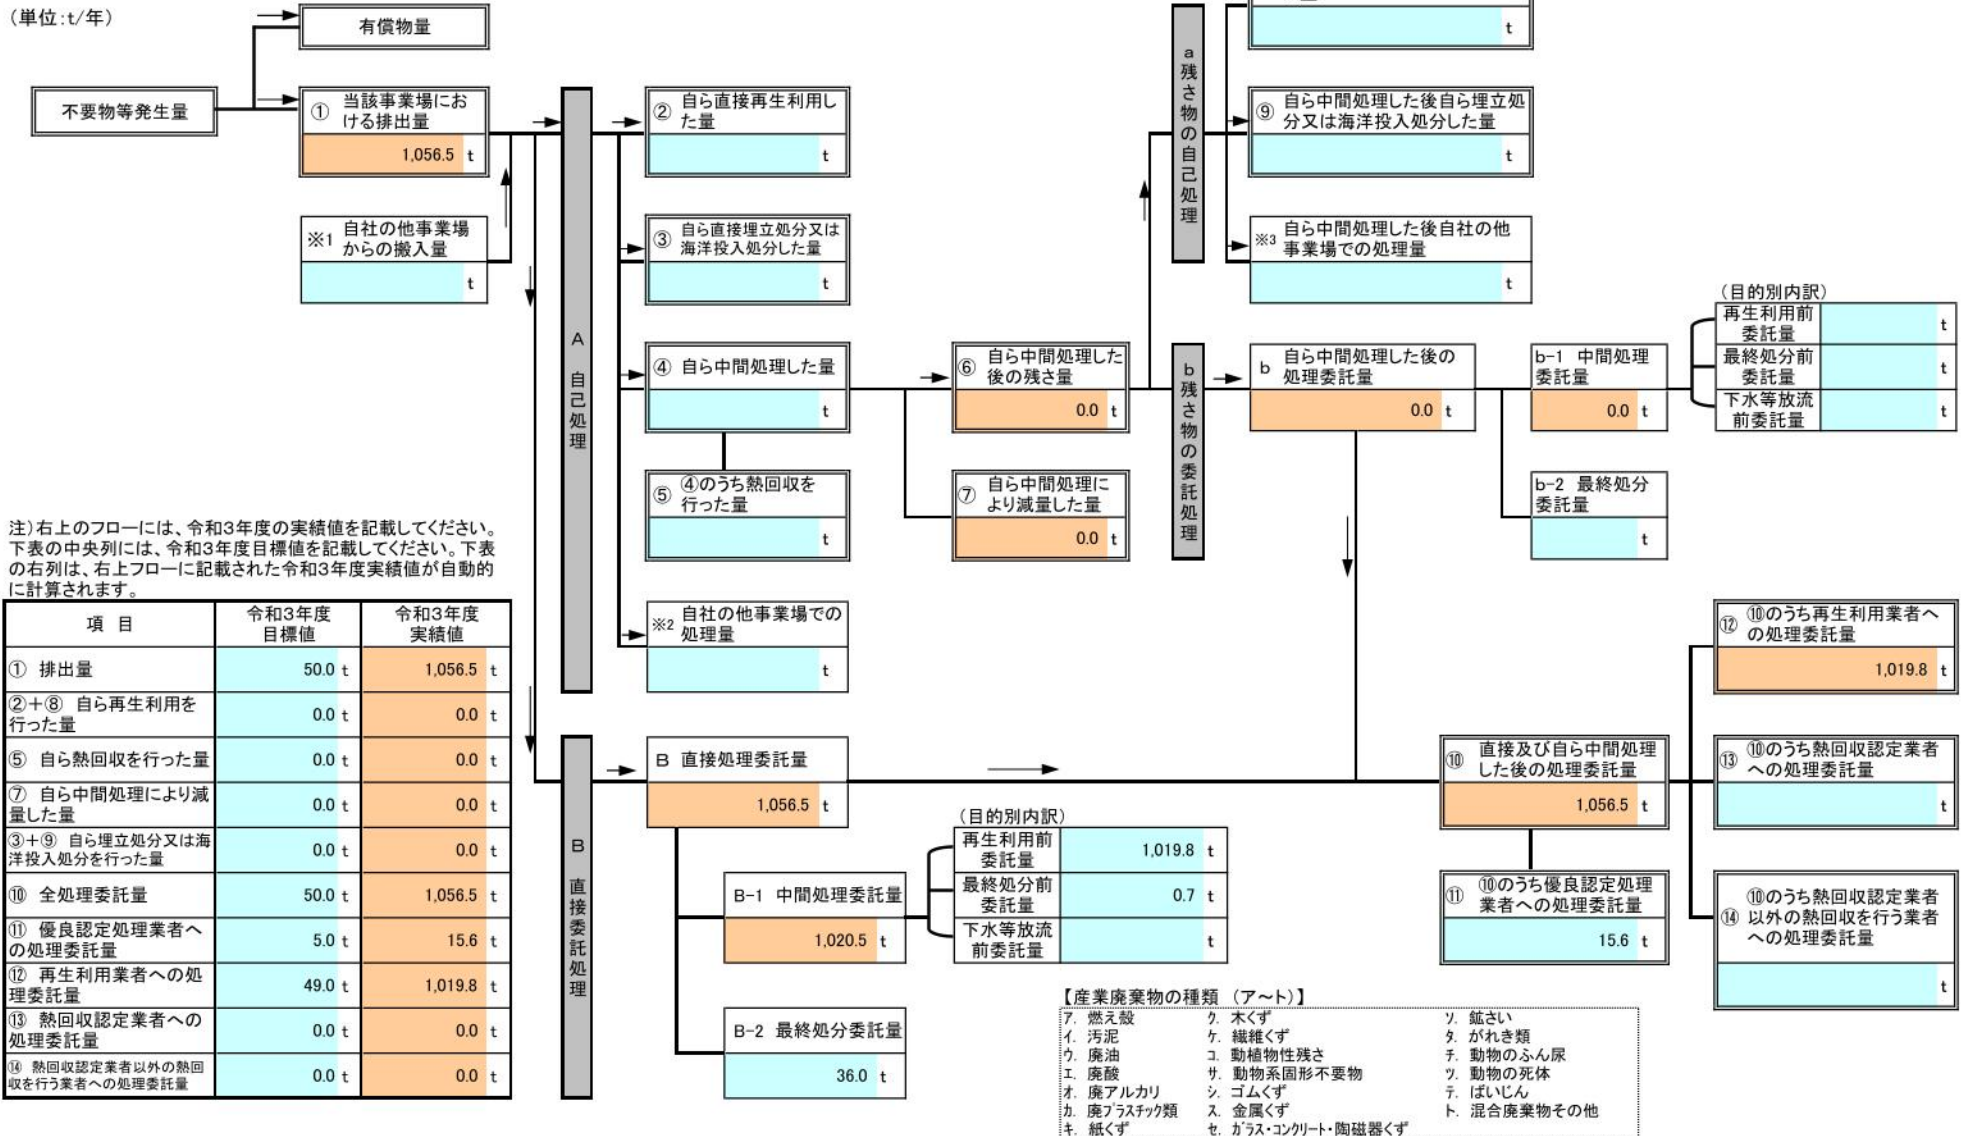 (単位:t/年)
有償物量
不要物等発生量
① 当該事業場にお
ける排出量
1,056.5 t
※1 自社の他事業場
からの搬入量
t
A 自己処理
② 自ら直接再生利用し
た量
t
③ 自ら直接埋立処分又は
海洋投入処分した量
t
④ 自ら中間処理した量
t
⑤ ④のうち熱回収を
行った量
t
※2 自社の他事業場での
処理量
t
⑥ 自ら中間処理した
後の残さ量
0.0 t
⑦ 自ら中間処理に
より減量した量
0.0 t
a 残さ物の自己処理
t
⑨ 自ら中間処理した後自ら埋立処
分又は海洋投入処分した量
t
※3 自ら中間処理した後自社の他
事業場での処理量
t
b 残さ物の委託処理
b 自ら中間処理した後の
処理委託量
0.0 t
b-1 中間処理
委託量
0.0 t
b-2 最終処分
委託量
t
(目的別内訳)
再生利用前
委託量
t
最終処分前
委託量
t
下水等放流
前委託量
t
注)右上のフローには、令和3年度の実績値を記載してください。
下表の中央列には、令和3年度目標値を記載してください。下表
の右列は、右上フローに記載された令和3年度実績値が自動的
に計算されます。
項 目
令和3年度
目標値
令和3年度
実績値
① 排出量 50.0 t 1,056.5 t
②+⑧ 自ら再生利用を
行った量 0.0 t 0.0 t
⑤ 自ら熱回収を行った量 0.0 t 0.0 t
⑦ 自ら中間処理により減
量した量 0.0 t 0.0 t
③+⑨ 自ら埋立処分又は海
洋投入処分を行った量 0.0 t 0.0 t
⑩ 全処理委託量 50.0 t 1,056.5 t
⑪ 優良認定処理業者へ
の処理委託量 5.0 t 15.6 t
⑫ 再生利用業者への処
理委託量 49.0 t 1,019.8 t
⑬ 熱回収認定業者への
処理委託量 0.0 t 0.0 t
⑭ 熱回収認定業者以外の熱回
収を行う業者への処理委託量 0.0 t 0.0 t
B 直接委託処理
B 直接処理委託量
1,056.5 t
B-1 中間処理委託量
1,020.5 t
B-2 最終処分委託量
36.0 t
(目的別内訳)
再生利用前
委託量
1,019.8 t
最終処分前
委託量
0.7 t
下水等放流
前委託量
t
⑩ 直接及び自ら中間処理
した後の処理委託量
1,056.5 t
⑪ ⑩のうち優良認定処理
業者への処理委託量
15.6 t
⑫ ⑩のうち再生利用業者へ
の処理委託量
1,019.8 t
⑬ ⑩のうち熱回収認定業者
への処理委託量
t
⑭ ⑩のうち熱回収認定業者
以外の熱回収を行う業者
への処理委託量
t
【産業廃棄物の種類 (ア~ト)】
ア. 燃え殻 ク. 木くず ソ. 鉱さい
イ. 汚泥 ケ. 繊維くず タ. がれき類
ウ. 廃油 コ. 動植物性残さ チ. 動物のふん尿
エ. 廃酸 サ. 動物系固形不要物 ツ. 動物の死体
オ. 廃アルカリ シ. ゴムくず テ. ばいじん
カ. 廃プラスチック類 ス. 金属くず ト. 混合廃棄物その他
キ. 紙くず セ. ガラス・コンクリート・陶磁器くず